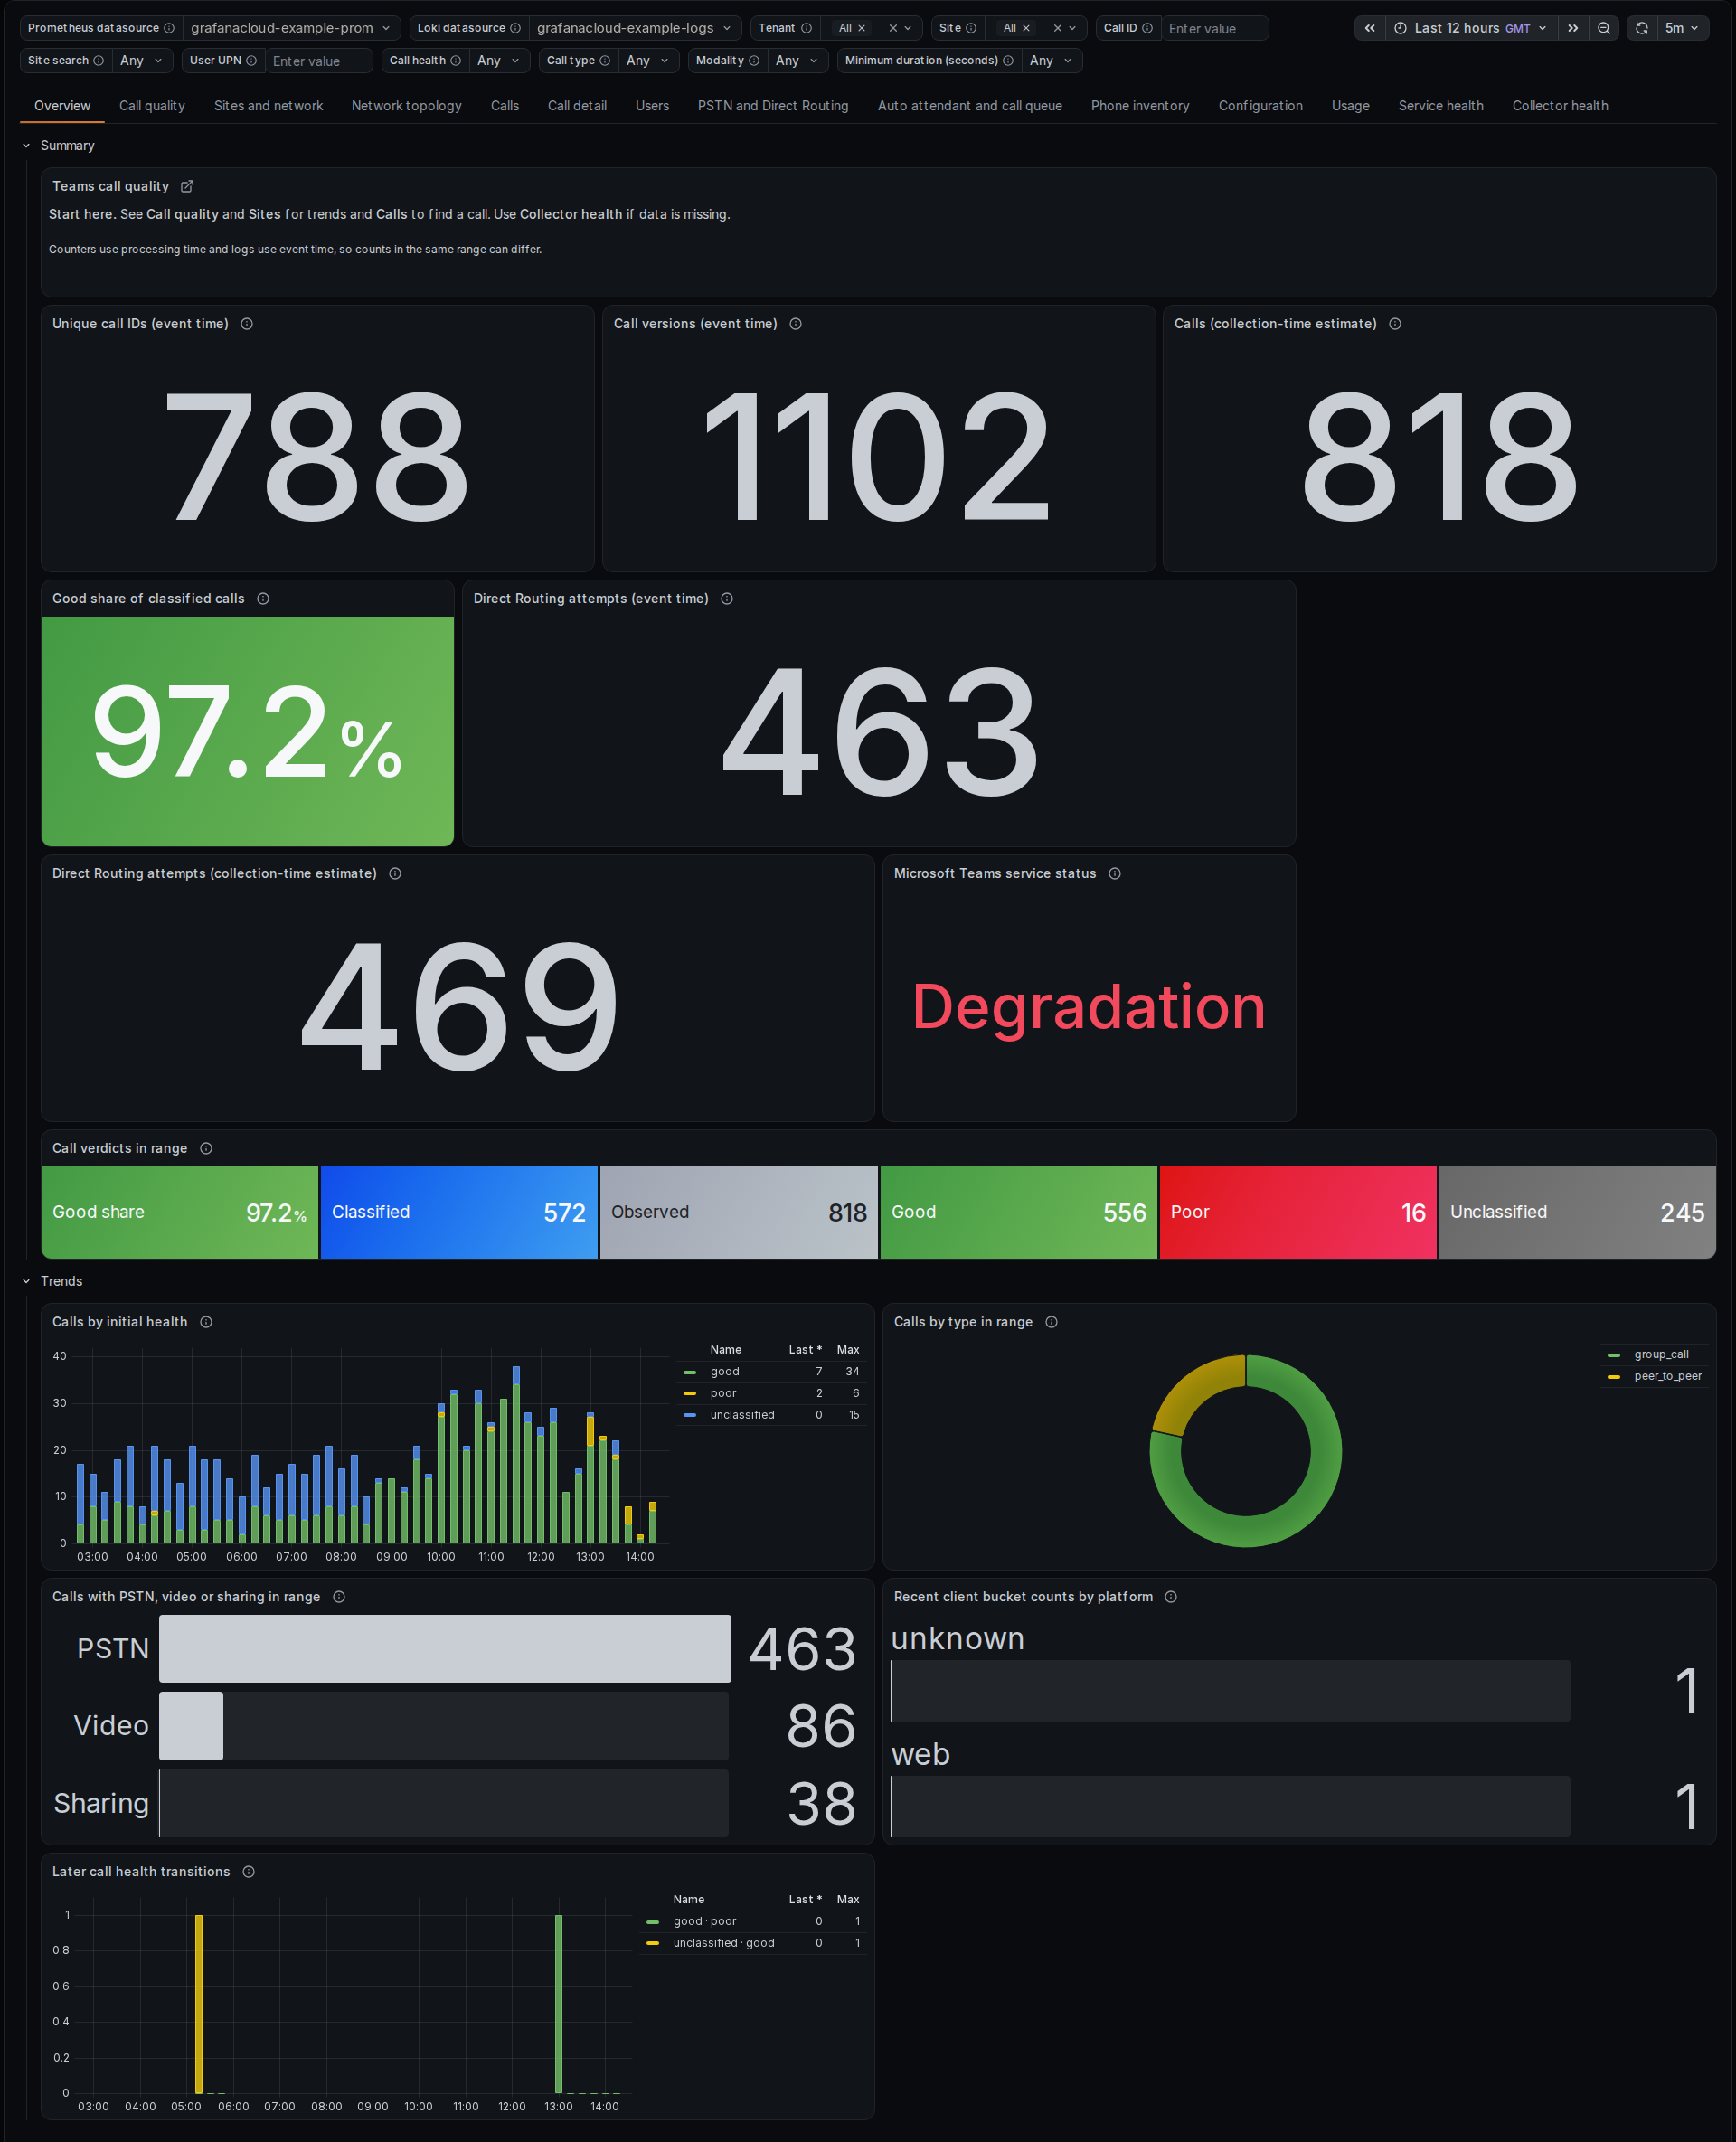 Prometheus datasource grafanacloud-example-prom Loki datasource grafanacloud-example-logs Tenant All Site All Call ID Enter value Last 12 hours GMT 5m
Site search Any User UPN Enter value Call health Any Call type Any Modality Any Minimum duration (seconds) Any
Overview Call quality Sites and network Network topology Calls Call detail Users PSTN and Direct Routing Auto attendant and call queue Phone inventory Configuration Usage Service health Collector health
Summary
Teams call quality
Start here. See Call quality and Sites for trends and Calls to find a call. Use Collector health if data is missing.
Counters use processing time and logs use event time, so counts in the same range can differ.
Unique call IDs (event time) Call versions (event time) Calls (collection-time estimate)
788 1102 818
Good share of classified calls Direct Routing attempts (event time)
97.2% 463
Direct Routing attempts (collection-time estimate) Microsoft Teams service status
469 Degradation
Call verdicts in range
Good share 97.2% Classified 572 Observed 818 Good 556 Poor 16 Unclassified 245
Trends
Calls by initial health
40
30
20
10
0
03:00 04:00 05:00 06:00 07:00 08:00 09:00 10:00 11:00 12:00 13:00 14:00
Name Last * Max
good 7 34
poor 2 6
unclassified 0 15
Calls by type in range
group_call
peer_to_peer
Calls with PSTN, video or sharing in range
PSTN 463
Video 86
Sharing 38
Recent client bucket counts by platform
unknown
1
web
1
Later call health transitions
1
0.8
0.6
0.4
0.2
0
03:00 04:00 05:00 06:00 07:00 08:00 09:00 10:00 11:00 12:00 13:00 14:00
Name Last * Max
good · poor 0 1
unclassified · good 0 1